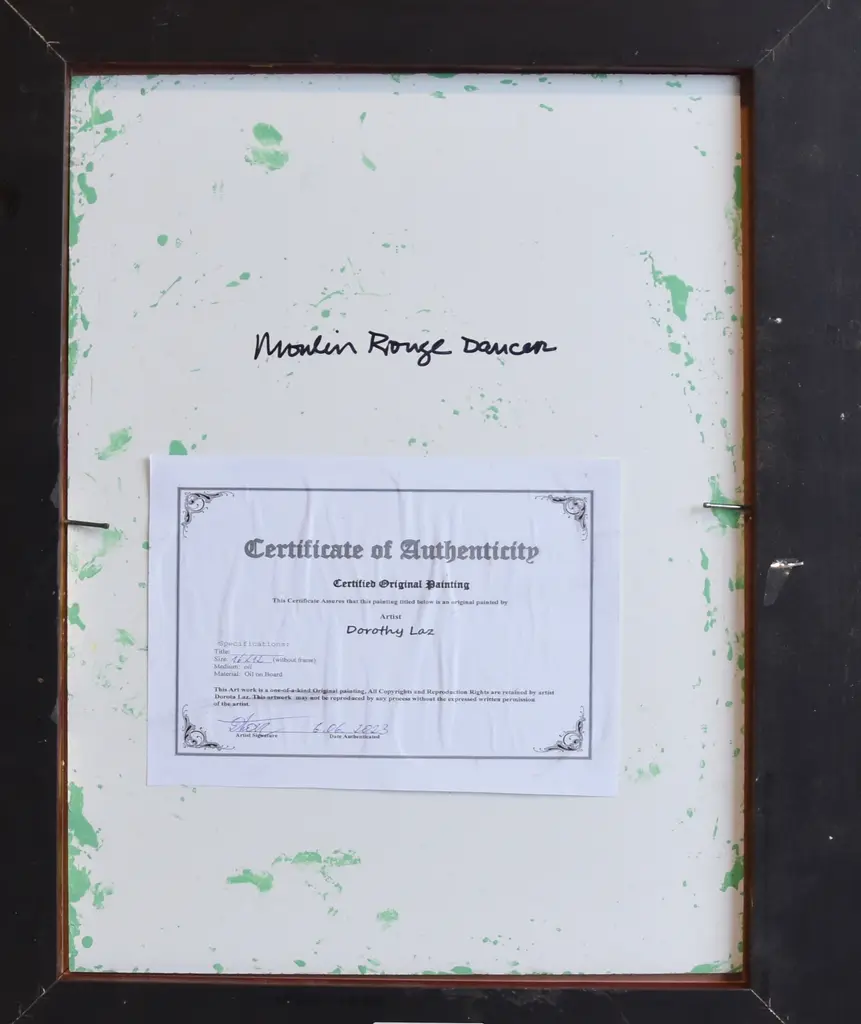 Moulin Rouge Dancer
Certificate of Authenticity
Certified Original Painting
This Certificate Assures that this painting titled below is an original painted by
Artist
Dorothy Laz
Specifications:
Title:
Size: 16x12 (without frame)
Medium: oil
Material: Oil on Board
This Art work is a one-of-a-kind Original painting, All Copyrights and Reproduction Rights are retained by artist
Dorota Laz. This artwork may not be reproduced by any process without the expressed written permission
of the artist.
6.06.2023
Artist Signature Date Authenticated